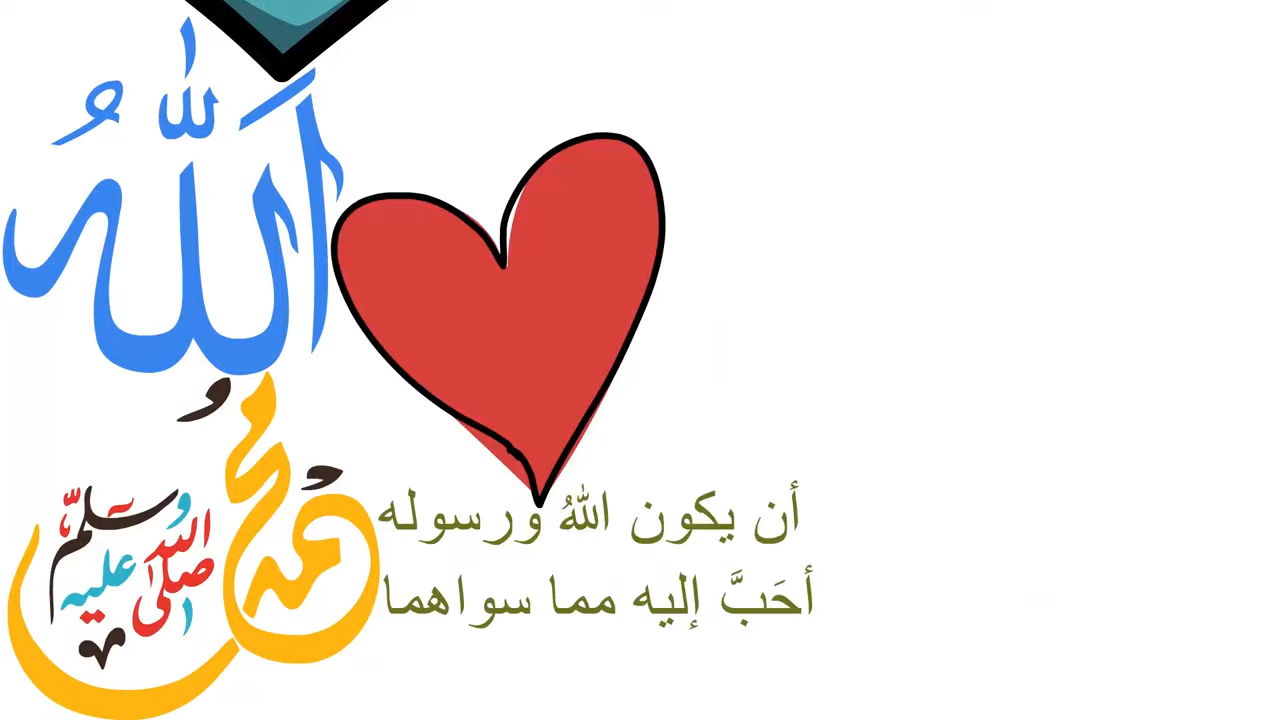 اللهُ
محمد
صلى الله عليه وسلم
أن يكون اللهُ ورسوله
أحَبَّ إليه مما سواهما